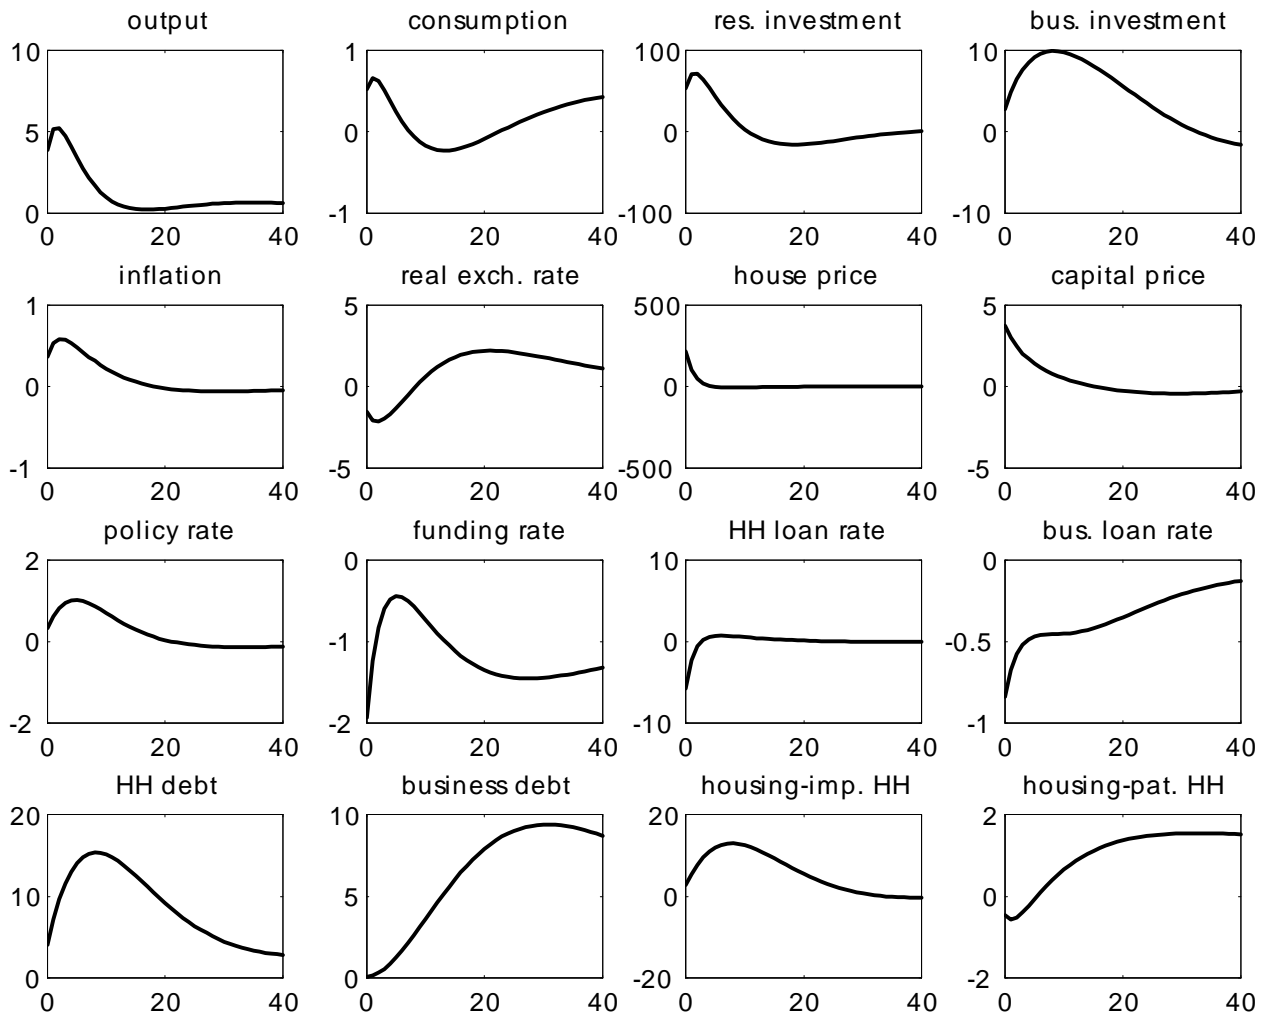 output consumption res. investment bus. investment
10 1 100 10
5 0 0 0
0 -1 -100 -10
0 20 40 0 20 40 0 20 40 0 20 40
inflation real exch. rate house price capital price
1 5 500 5
0 0 0 0
-1 -5 -500 -5
0 20 40 0 20 40 0 20 40 0 20 40
policy rate funding rate HH loan rate bus. loan rate
2 0 10 0
0 -1 0 -0.5
-2 -2 -10 -1
0 20 40 0 20 40 0 20 40 0 20 40
HH debt business debt housing-imp. HH housing-pat. HH
20 10 20 2
10 5 0 0
0 0 -20 -2
0 20 40 0 20 40 0 20 40 0 20 40